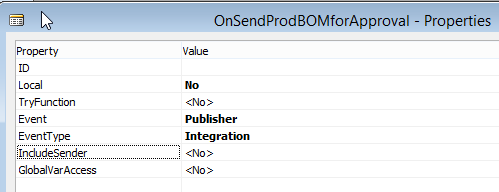 OnSendProdBOMforApproval - Properties
Property Value
ID
Local No
TryFunction <No>
Event Publisher
EventType Integration
IncludeSender <No>
GlobalVarAccess <No>